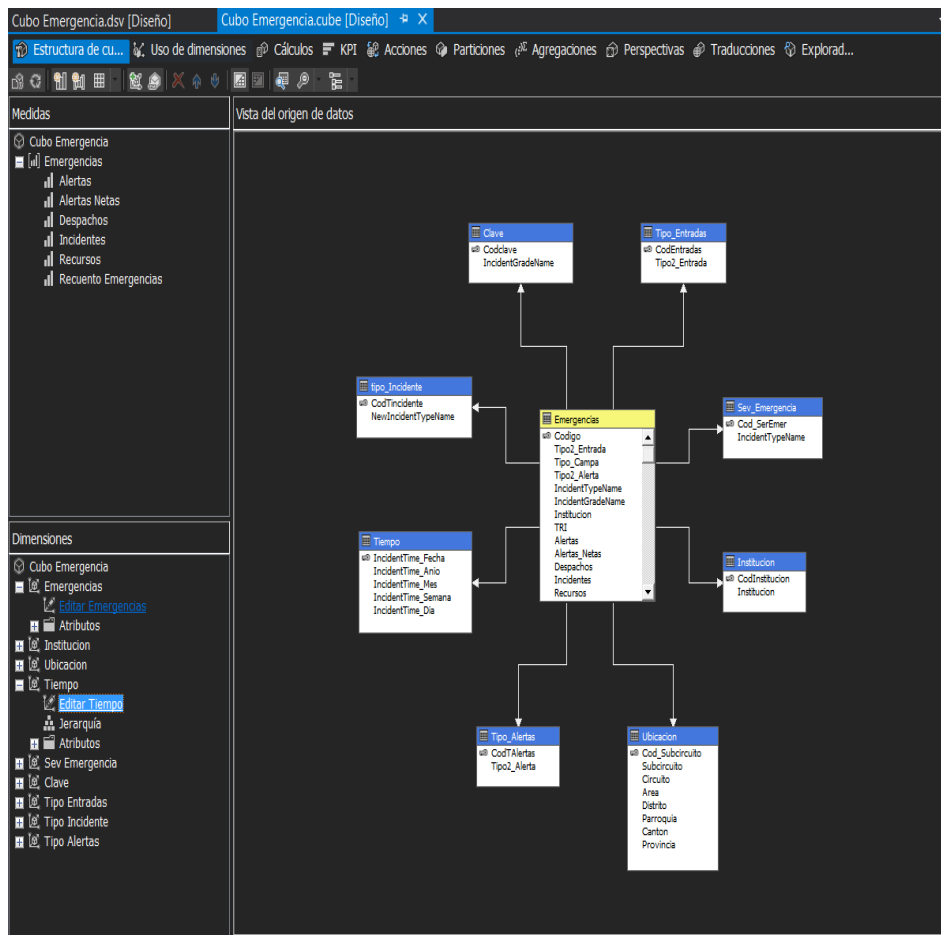 Cubo Emergencia.dsv [Diseño]
Cubo Emergencia.cube [Diseño]
Estructura de cu...
Uso de dimensiones
Cálculos
KPI
Acciones
Particiones
Agregaciones
Perspectivas
Traducciones
Explorad...
Medidas
Cubo Emergencia
Emergencias
Alertas
Alertas Netas
Despachos
Incidentes
Recursos
Recuento Emergencias
Dimensiones
Cubo Emergencia
Emergencias
Editar Emergencias
Atributos
Institucion
Ubicacion
Tiempo
Editar Tiempo
Jerarquía
Atributos
Sev Emergencia
Clave
Tipo Entradas
Tipo Incidente
Tipo Alertas
Vista del origen de datos
Clave
Codclave
IncidentGradeName
Tipo_Entradas
CodEntradas
Tipo2_Entrada
tipo_Incidente
CodTincidente
NewIncidentTypeName
Emergencias
Codigo
Tipo2_Entrada
Tipo_Campa
Tipo2_Alerta
IncidentTypeName
IncidentGradeName
Institucion
TRI
Alertas
Alertas_Netas
Despachos
Incidentes
Recursos
Sev_Emergencia
Cod_SerEmer
IncidentTypeName
Tiempo
IncidentTime_Fecha
IncidentTime_Anio
IncidentTime_Mes
IncidentTime_Semana
IncidentTime_Dia
Institucion
CodInstitucion
Institucion
Tipo_Alertas
CodTAlertas
Tipo2_Alerta
Ubicacion
Cod_Subcircuito
Subcircuito
Circuito
Area
Distrito
Parroquia
Canton
Provincia